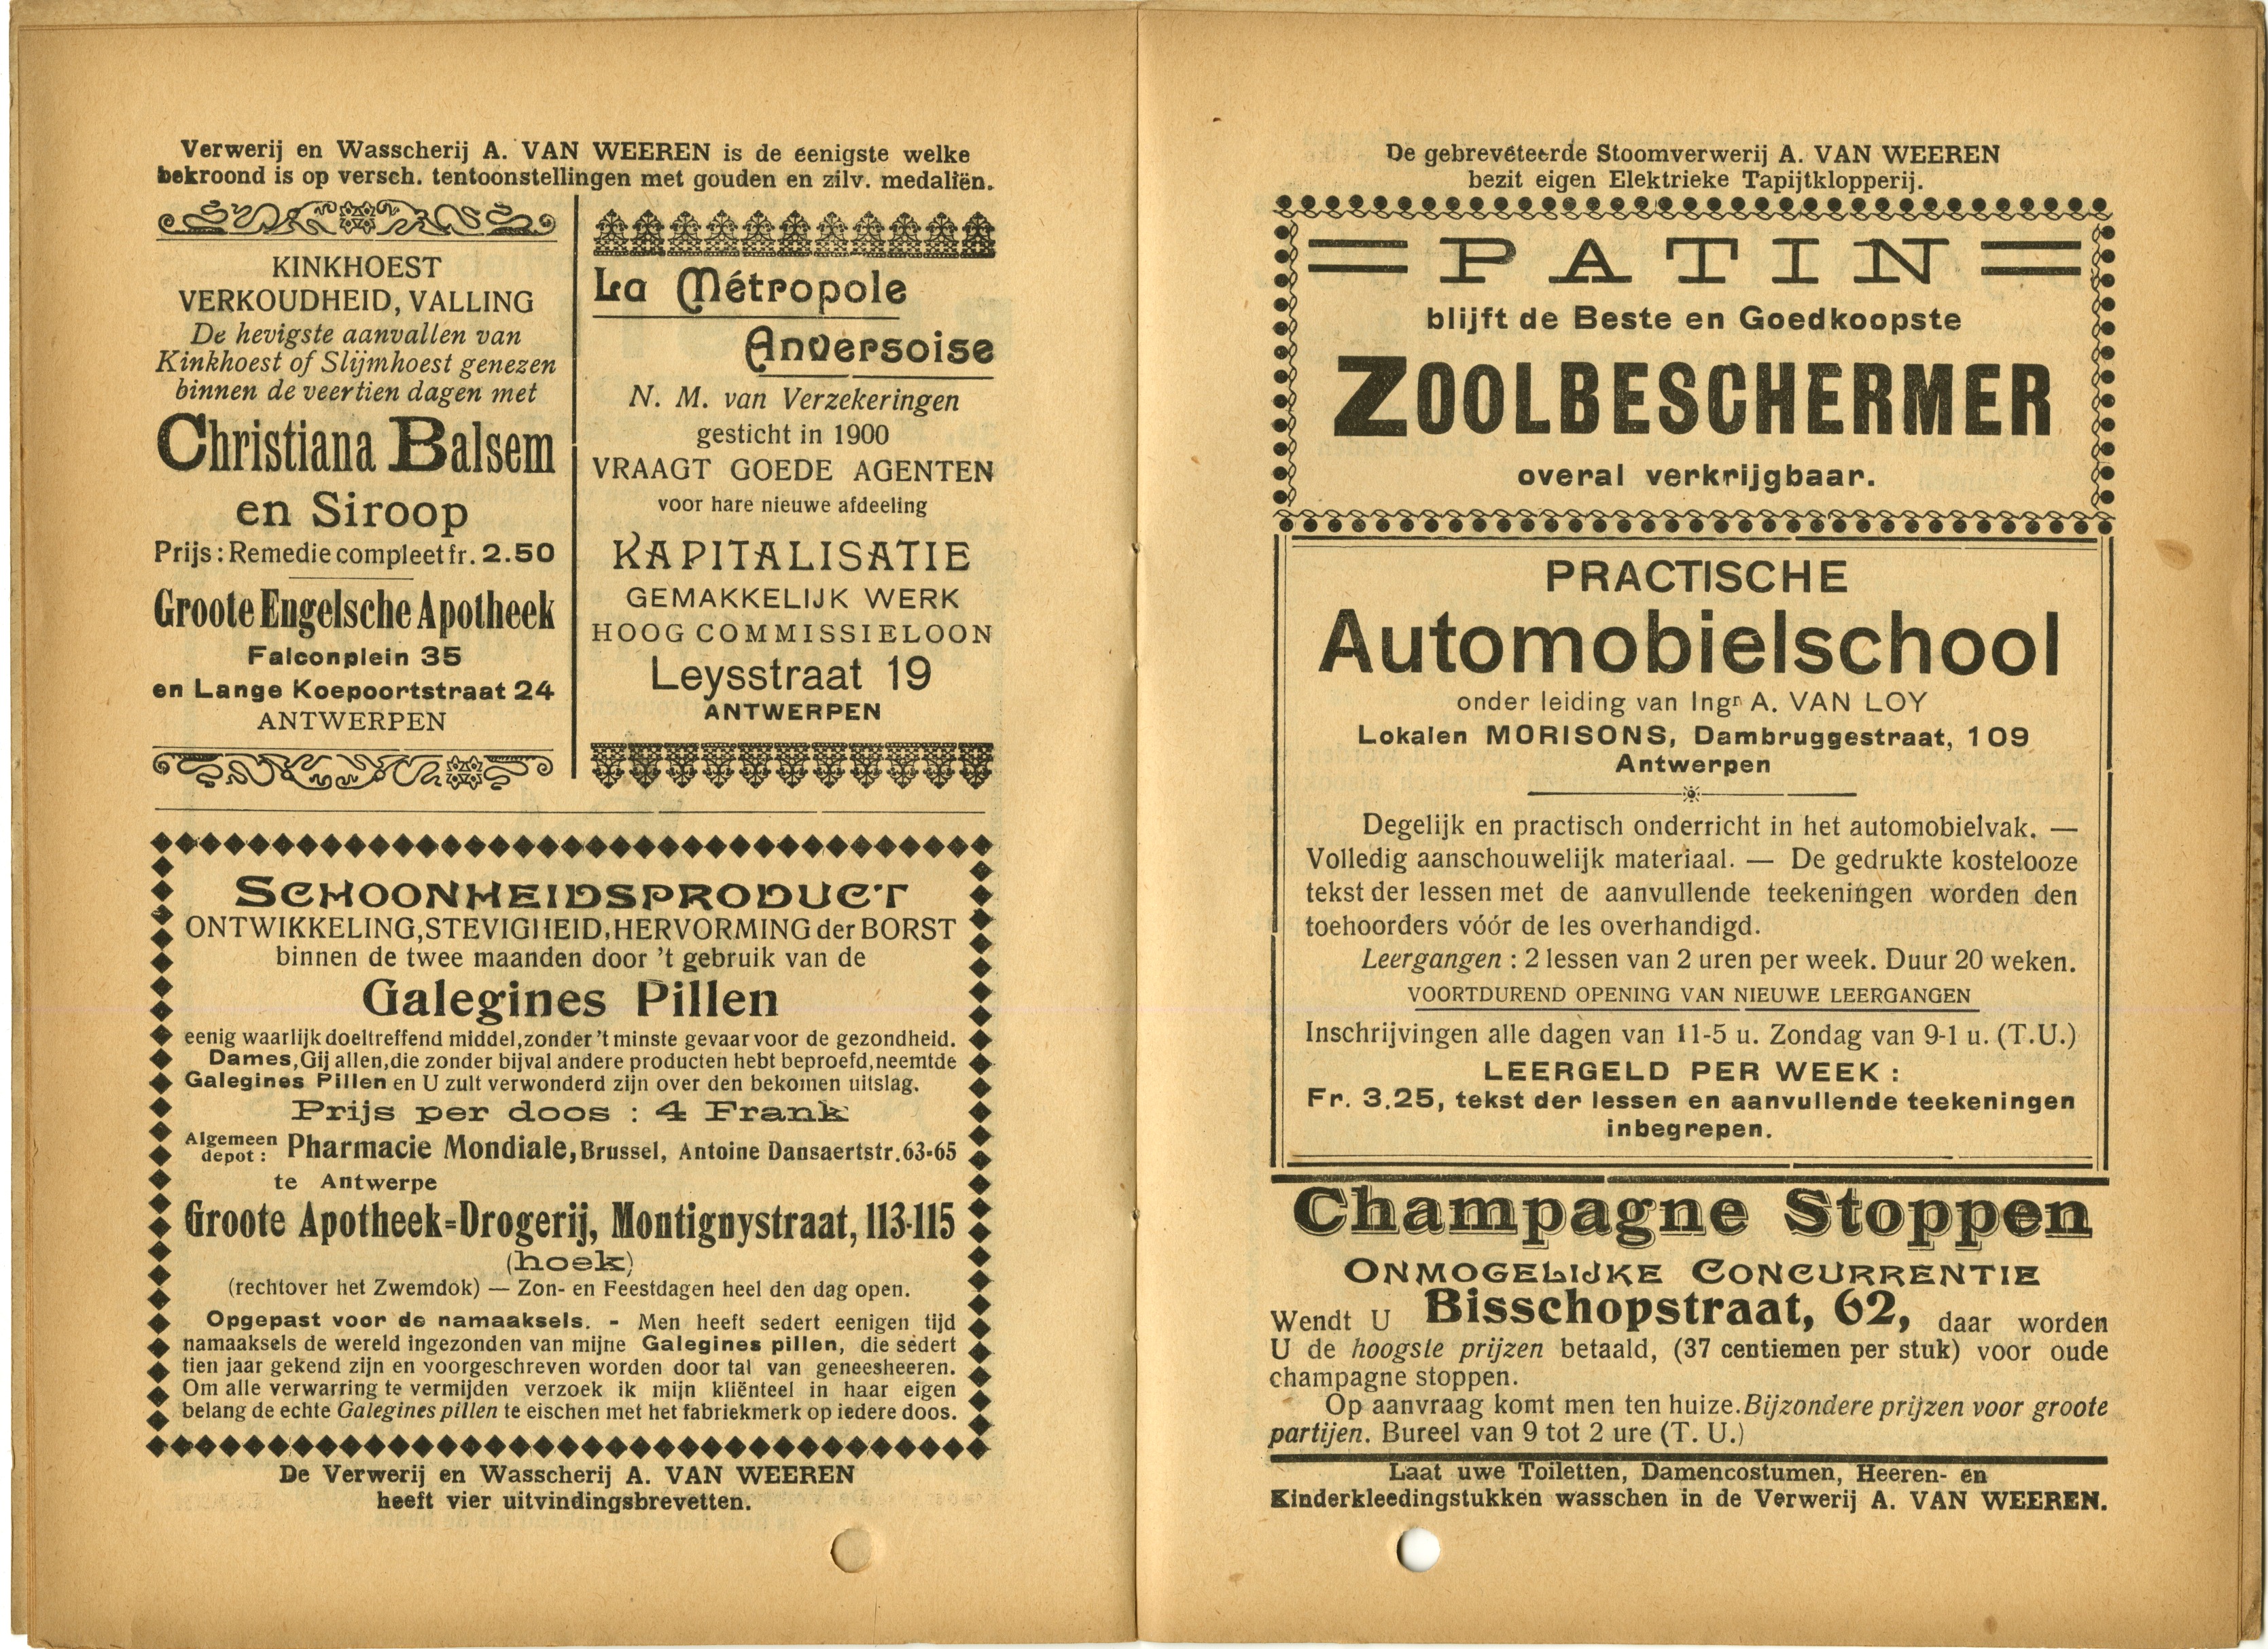 Verwerij en Wasscherij A. VAN WEEREN is de eenigste welke
bekroond is op versch. tentoonstellingen met gouden en zilv. medaliën.
KINKHOEST
VERKOUDHEID, VALLING
De hevigste aanvallen van
Kinkhoest of Slijmhoest genezen
binnen de veertien dagen met
Christiana Balsem
en Siroop
Prijs : Remedie compleet fr. 2.50
Groote Engelsche Apotheek
Falconplein 35
en Lange Koepoortstraat 24
ANTWERPEN
La Métropole
Anversoise
N. M. van Verzekeringen
gesticht in 1900
VRAAGT GOEDE AGENTEN
voor hare nieuwe afdeeling
KAPITALISATIE
GEMAKKELIJK WERK
HOOG COMMISSIELOON
Leysstraat 19
ANTWERPEN
SCHOONHEIDSPRODUCT
ONTWIKKELING, STEVIGHEID, HERVORMING der BORST
binnen de twee maanden door 't gebruik van de
Galegines Pillen
eenig waarlijk doeltreffend middel, zonder 't minste gevaar voor de gezondheid.
Dames, Gij allen, die zonder bijval andere producten hebt beproefd, neemt de
Galegines Pillen en U zult verwonderd zijn over den bekomen uitslag.
Prijs per doos : 4 Frank
Algemeen depot : Pharmacie Mondiale, Brussel, Antoine Dansaertstr. 63-65
te Antwerpe
Groote Apotheek=Drogerij, Montignystraat, 113-115
(hoek)
(rechtover het Zwemdok) — Zon- en Feestdagen heel den dag open.
Opgepast voor de namaaksels. - Men heeft sedert eenigen tijd
namaaksels de wereld ingezonden van mijne Galegines pillen, die sedert
tien jaar gekend zijn en voorgeschreven worden door tal van geneesheeren.
Om alle verwarring te vermijden verzoek ik mijn kliënteel in haar eigen
belang de echte Galegines pillen te eischen met het fabriekmerk op iedere doos.
De Verwerij en Wasscherij A. VAN WEEREN
heeft vier uitvindingsbrevetten.
De gebreveteerde Stoomverwerij A. VAN WEEREN
bezit eigen Elektrieke Tapijtklopperij.
PATIN
blijft de Beste en Goedkoopste
ZOOLBESCHERMER
overal verkrijgbaar.
PRACTISCHE
Automobielschool
onder leiding van Ingr A. VAN LOY
Lokalen MORISONS, Dambruggestraat, 109
Antwerpen
Degelijk en practisch onderricht in het automobielvak. —
Volledig aanschouwelijk materiaal. — De gedrukte kostelooze
tekst der lessen met de aanvullende teekeningen worden den
toehoorders vóór de les overhandigd.
Leergangen : 2 lessen van 2 uren per week. Duur 20 weken.
VOORTDUREND OPENING VAN NIEUWE LEERGANGEN
Inschrijvingen alle dagen van 11-5 u. Zondag van 9-1 u. (T.U.)
LEERGELD PER WEEK :
Fr. 3.25, tekst der lessen en aanvullende teekeningen
inbegrepen.
Champagne Stoppen
ONMOGELIJKE CONCURRENTIE
Wendt U Bisschopstraat, 62, daar worden
U de hoogste prijzen betaald, (37 centiemen per stuk) voor oude
champagne stoppen.
Op aanvraag komt men ten huize. Bijzondere prijzen voor groote
partijen. Bureel van 9 tot 2 ure (T. U.)
Laat uwe Toiletten, Damencostumen, Heeren- en
Kinderkleedingstukken wasschen in de Verwerij A. VAN WEEREN.